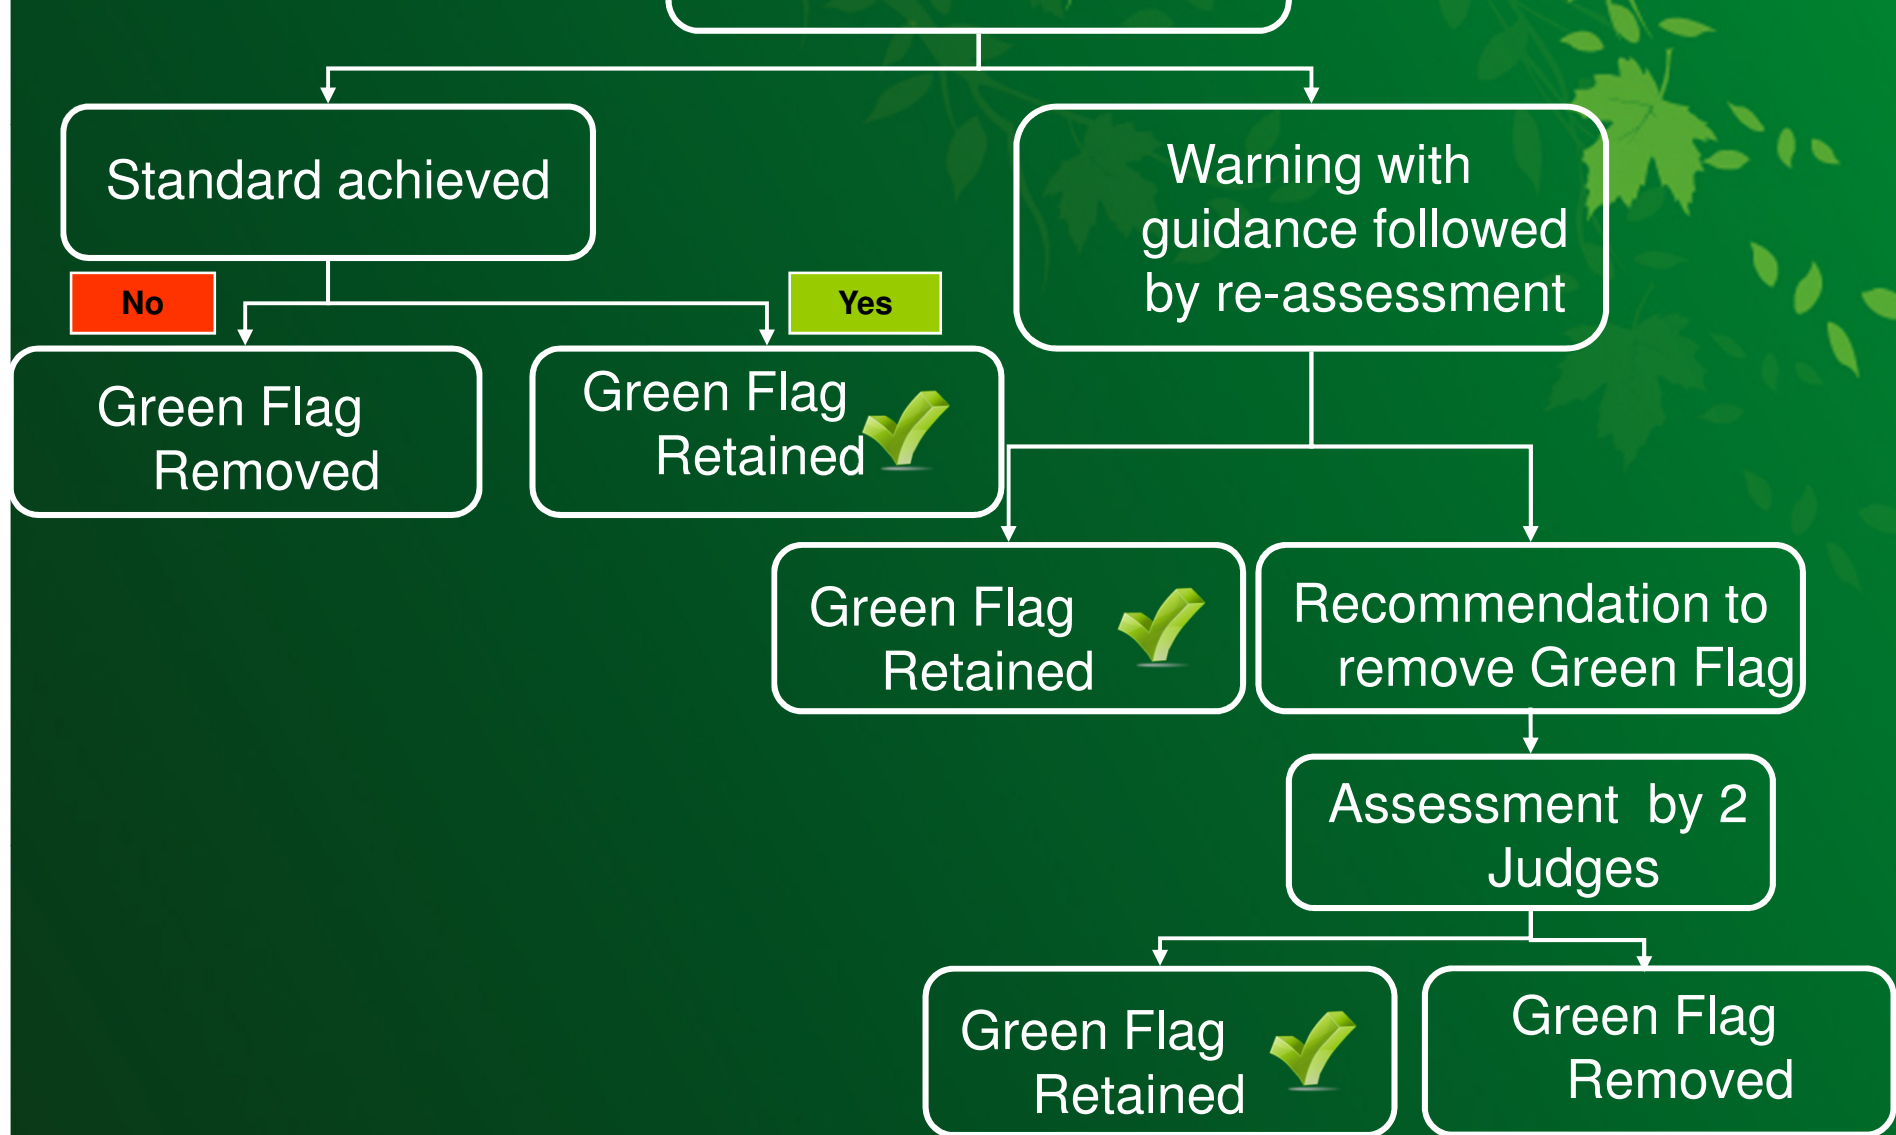 Standard achieved
Warning with
guidance followed
by re-assessment
No
Yes
Green Flag
Removed
Green Flag
Retained
Green Flag
Retained
Recommendation to
remove Green Flag
Assessment by 2
Judges
Green Flag
Retained
Green Flag
Removed